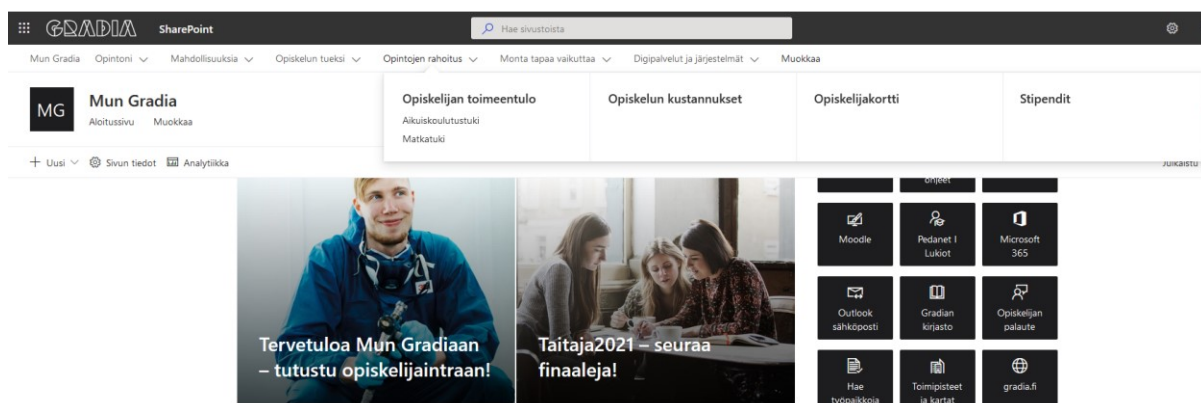 GRADIA SharePoint Hae sivustoista
Mun Gradia Opintoni Mahdollisuuksia Opiskelun tueksi Opintojen rahoitus Monta tapaa vaikuttaa Digipalvelut ja järjestelmät Muokkaa
MG
Mun Gradia
Aloitussivu Muokkaa
Opiskelijan toimeentulo Opiskelun kustannukset Opiskelijakortti Stipendit
Aikuiskoulutustuki
Matkatuki
Uusi Sivun tiedot Analytiikka Julkaistu
ohjeet
Tervetuloa Mun Gradiaan
– tutustu opiskelijaintraan!
Taitaja2021 – seuraa
finaaleja!
Moodle
Pedanet I
Lukiot
Microsoft
365
Outlook
sähköposti
Gradian
kirjasto
Opiskelijan
palaute
Hae
työpaikkoja
Toimipisteet
ja kartat
gradia.fi